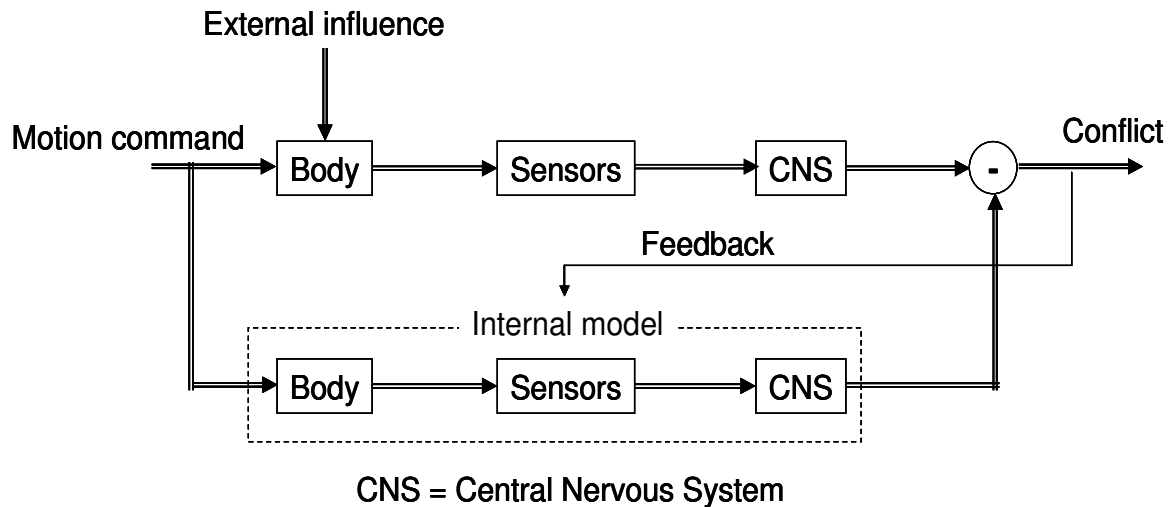 External influence
Motion command
Conflict
Body
Sensors
CNS
-
Feedback
Internal model
Body
Sensors
CNS
CNS = Central Nervous System